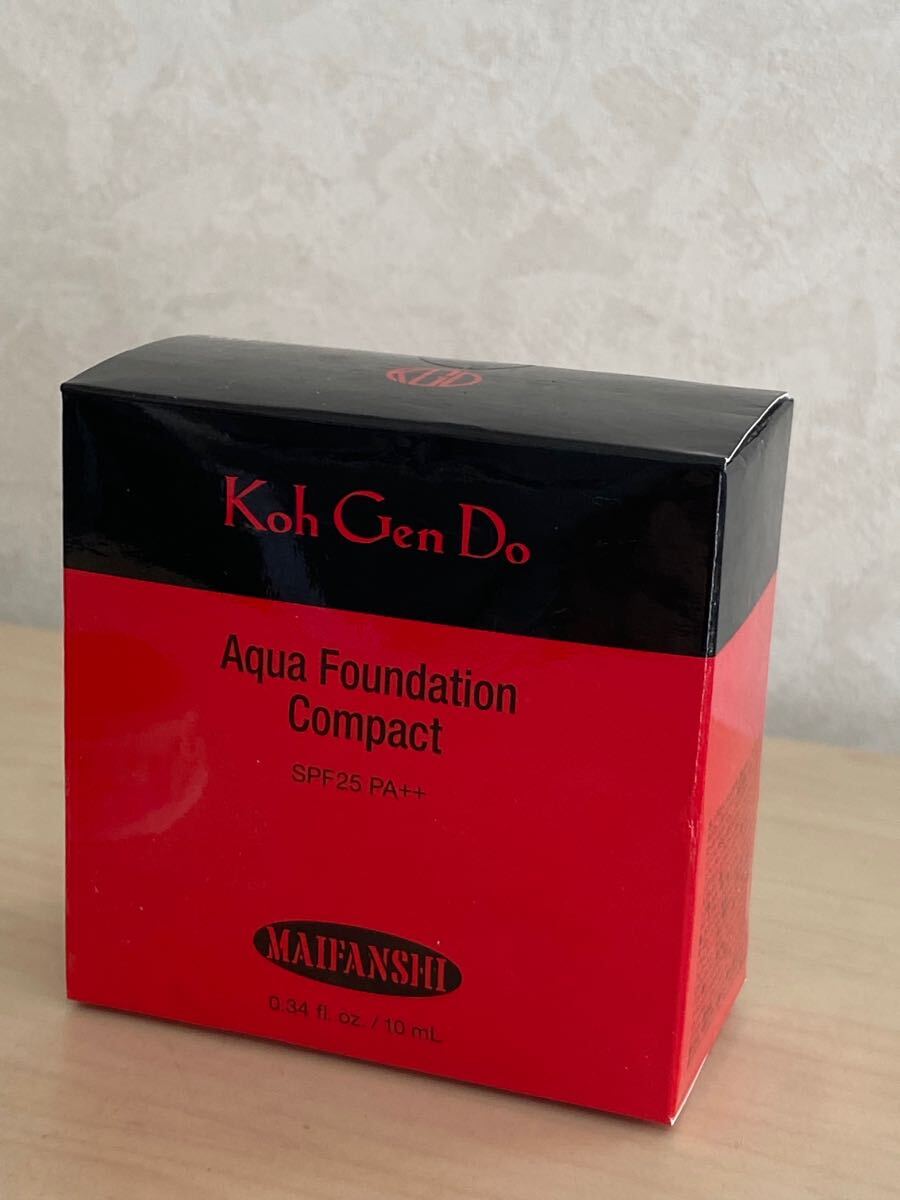 KGD
Koh Gen Do
Aqua Foundation
Compact
SPF25 PA++
MAIFANSHI
0.34 fl. oz. / 10 mL